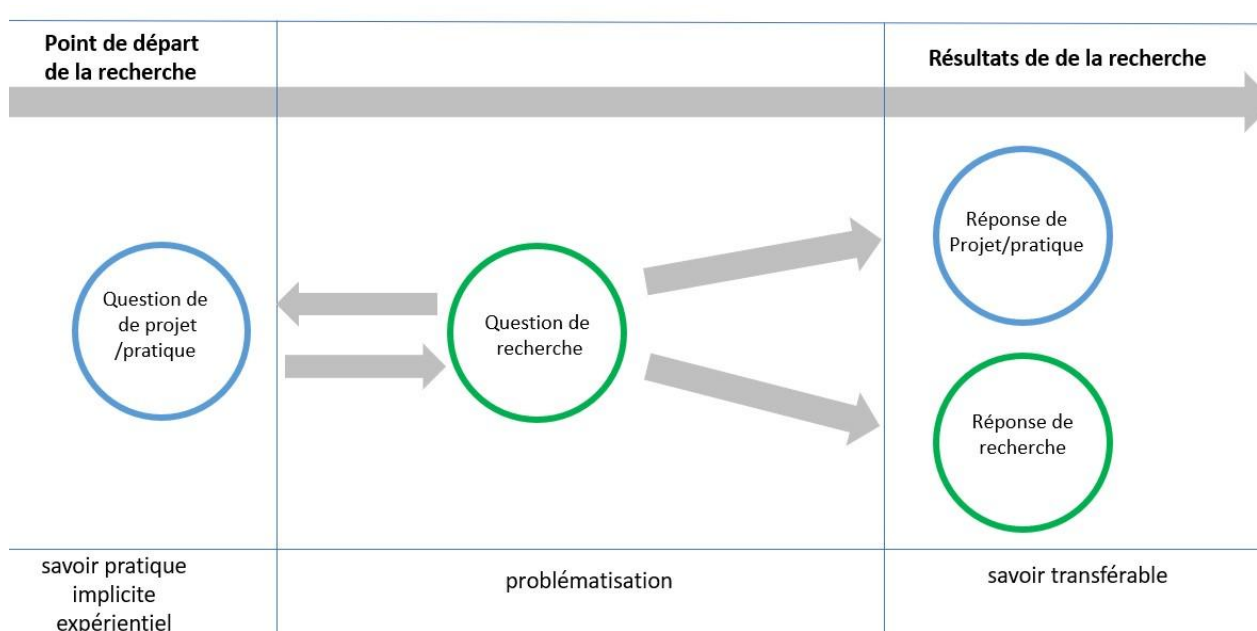 Point de départ
de la recherche
Résultats de de la recherche
Question de
de projet
/pratique
Question de
recherche
Réponse de
Projet/pratique
Réponse de
recherche
savoir pratique
implicite
expérientiel
problématisation
savoir transférable